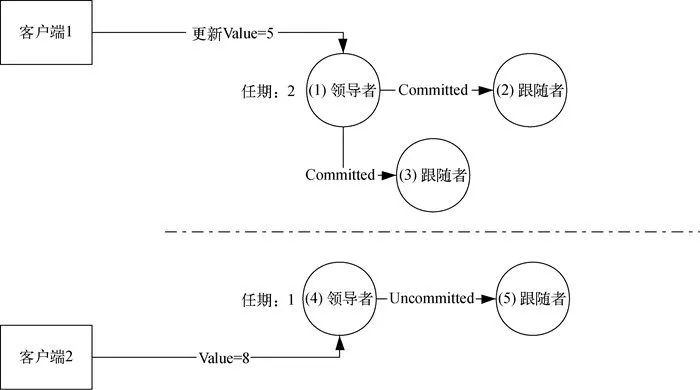 客户端1
更新Value=5
任期：2
(1) 领导者
Committed
(2) 跟随者
Committed
(3) 跟随者
任期：1
(4) 领导者
Uncommitted
(5) 跟随者
客户端2
Value=8